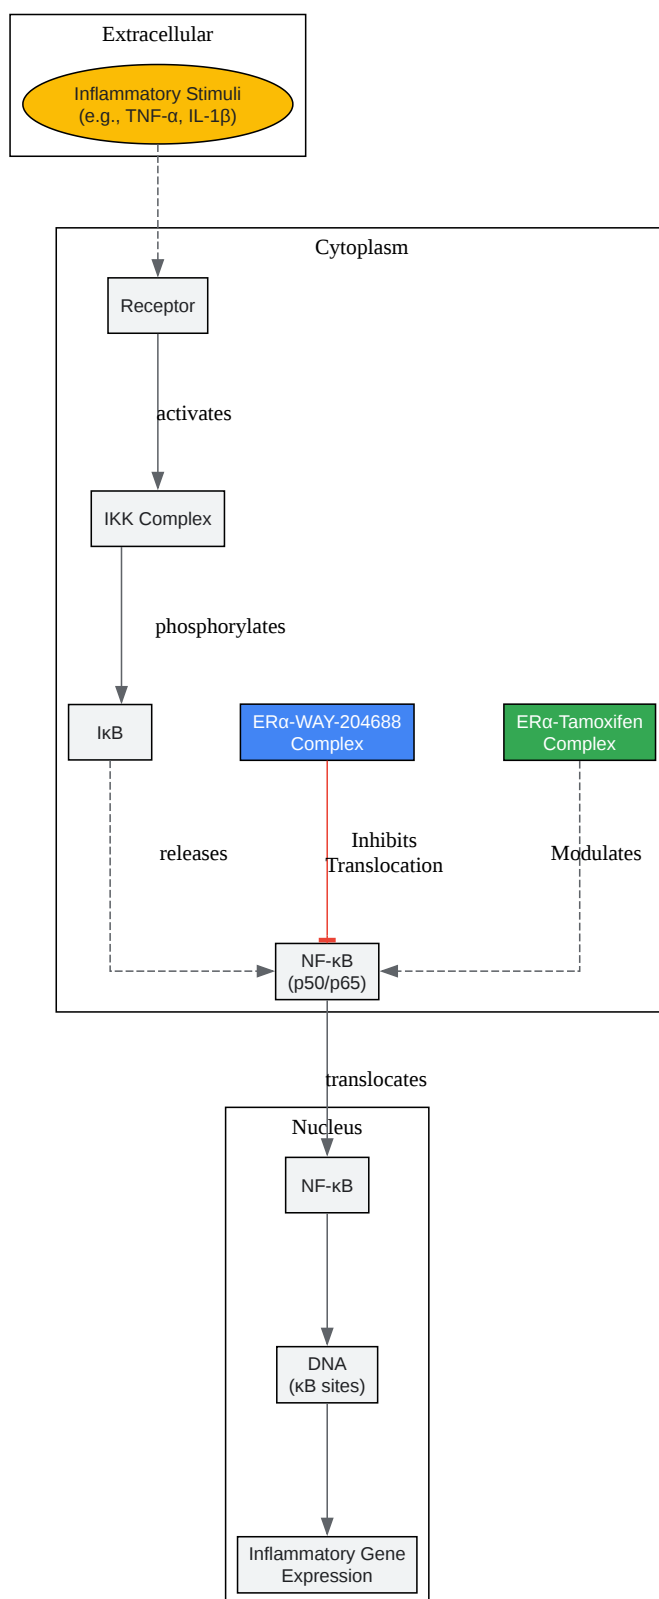 Extracellular
Inflammatory Stimuli
(e.g., TNF-α, IL-1β)
Cytoplasm
Receptor
activates
IKK Complex
phosphorylates
IκB
ERα-WAY-204688
Complex
ERα-Tamoxifen
Complex
releases
Inhibits
Translocation
Modulates
NF-κB
(p50/p65)
translocates
Nucleus
NF-κB
DNA
(κB sites)
Inflammatory Gene
Expression